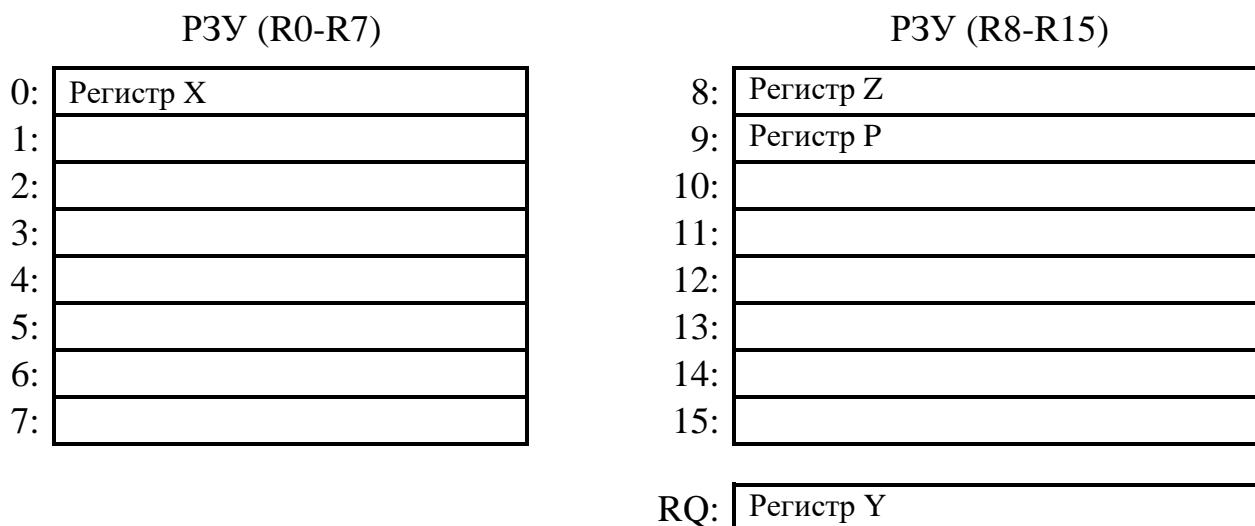 РЗУ (R0-R7)
0: Регистр X
1:
2:
3:
4:
5:
6:
7:
РЗУ (R8-R15)
8: Регистр Z
9: Регистр P
10:
11:
12:
13:
14:
15:
RQ: Регистр Y